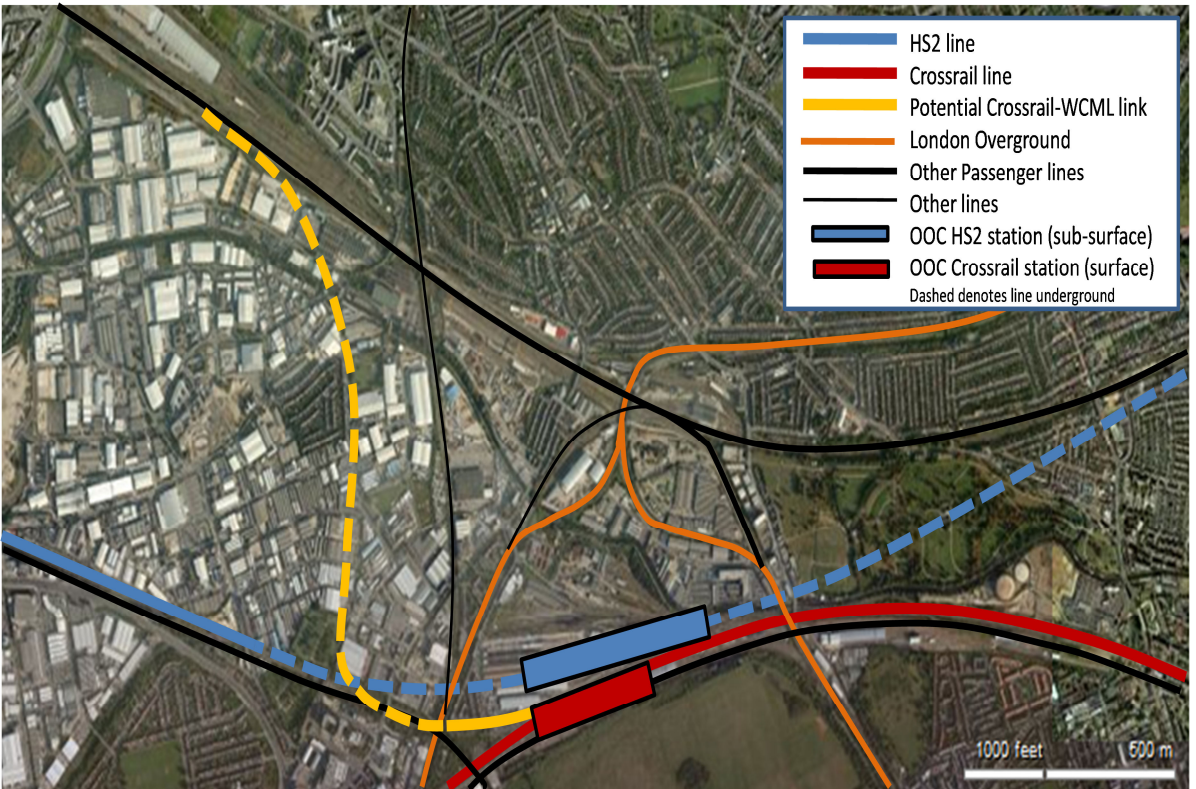 HS2 line
Crossrail line
Potential Crossrail-WCML link
London Overground
Other Passenger lines
Other lines
OOC HS2 station (sub-surface)
OOC Crossrail station (surface)
Dashed denotes line underground
1000 feet 500 m